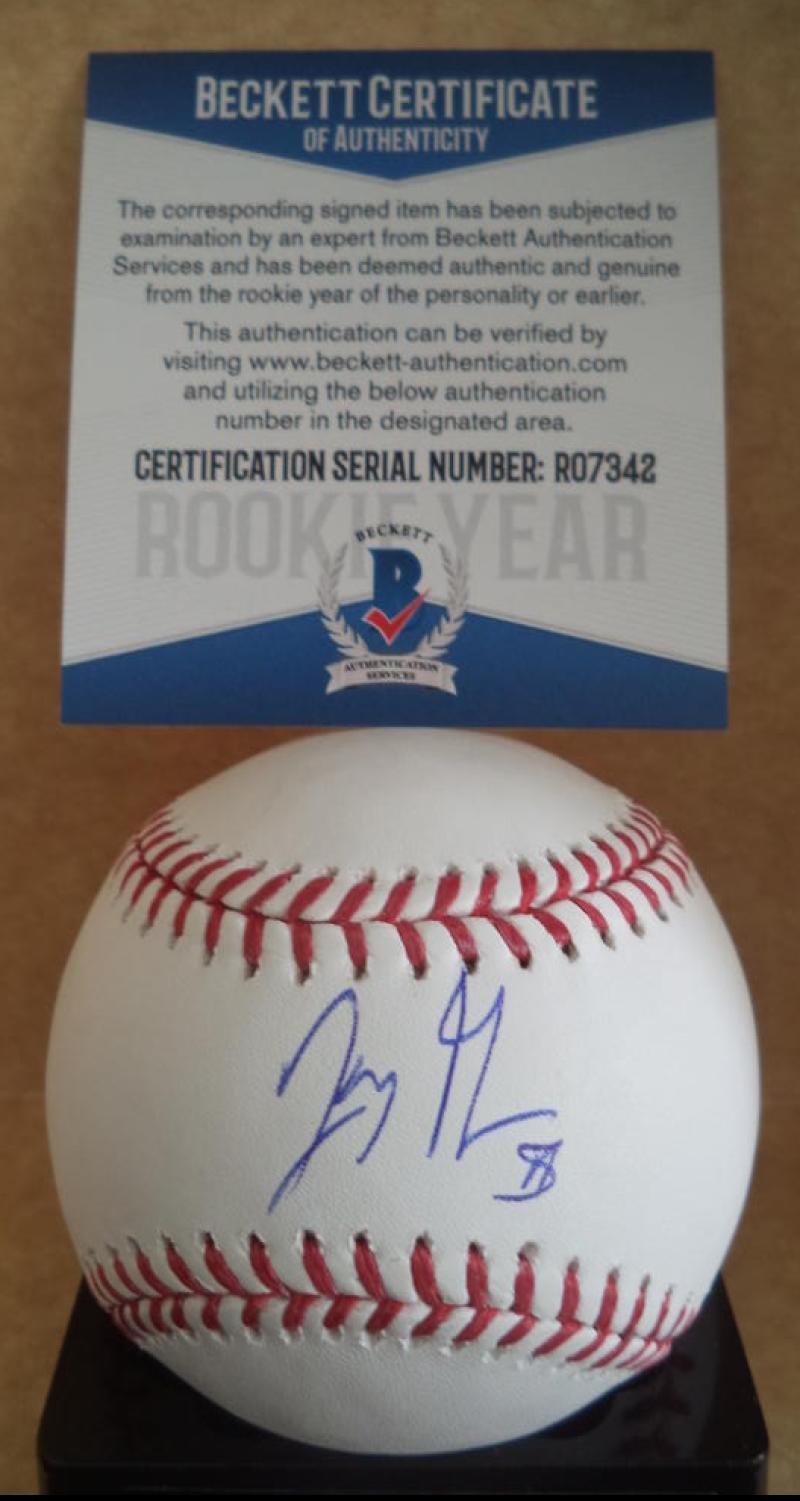 BECKETT CERTIFICATE
OF AUTHENTICITY
The corresponding signed item has been subjected to
examination by an expert from Beckett Authentication
Services and has been deemed authentic and genuine
from the rookie year of the personality or earlier.
This authentication can be verified by
visiting www.beckett-authentication.com
and utilizing the below authentication
number in the designated area.
CERTIFICATION SERIAL NUMBER: R07342
ROOKIE YEAR
BECKETT
B
AUTHENTICATION
SERVICES